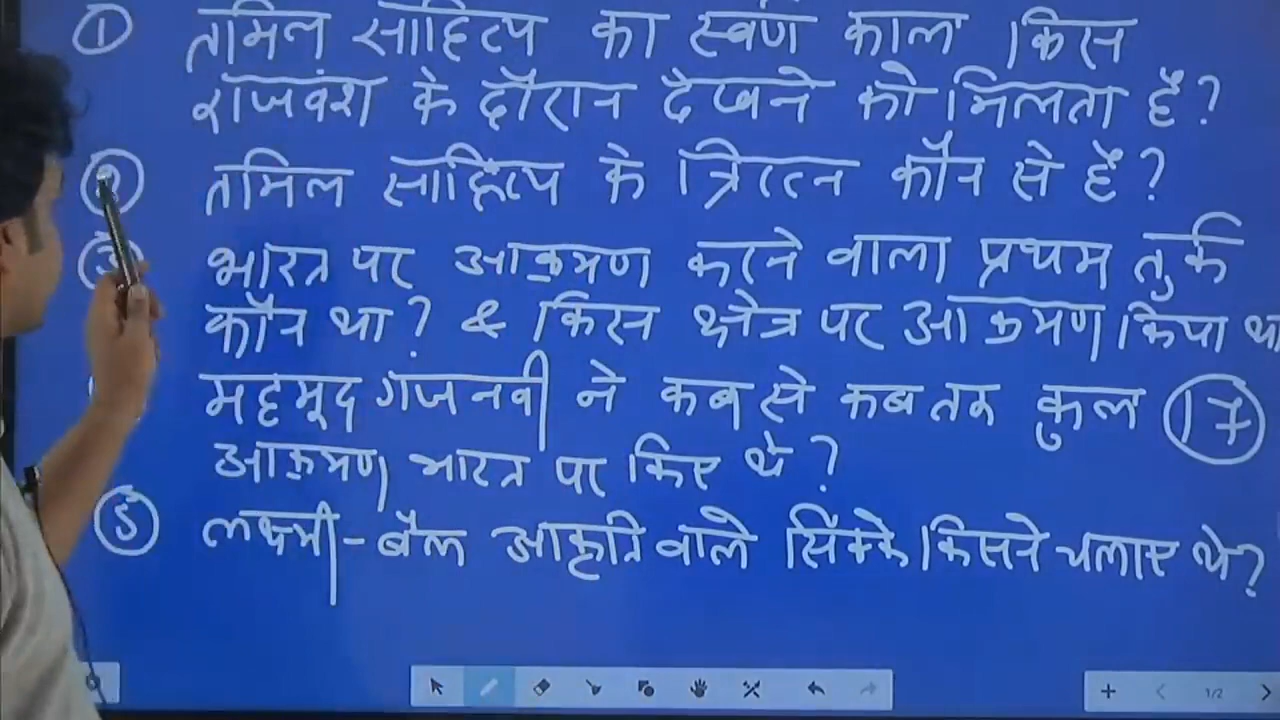 ① तमिल साहित्य का स्वर्ण काल किस
राजवंश के दौरान देखने को मिलता है?
② तमिल साहित्य के त्रिरत्न कौन से हैं?
③ भारत पर आक्रमण करने वाला प्रथम तुर्क
कौन था? & किस क्षेत्र पर आक्रमण किया था
महमूद गजनवी ने कब से कब तक कुल 17
आक्रमण भारत पर किए थे?
⑤ लक्ष्मी-बैल आकृति वाले सिक्के किसने चलाए थे?
1/2